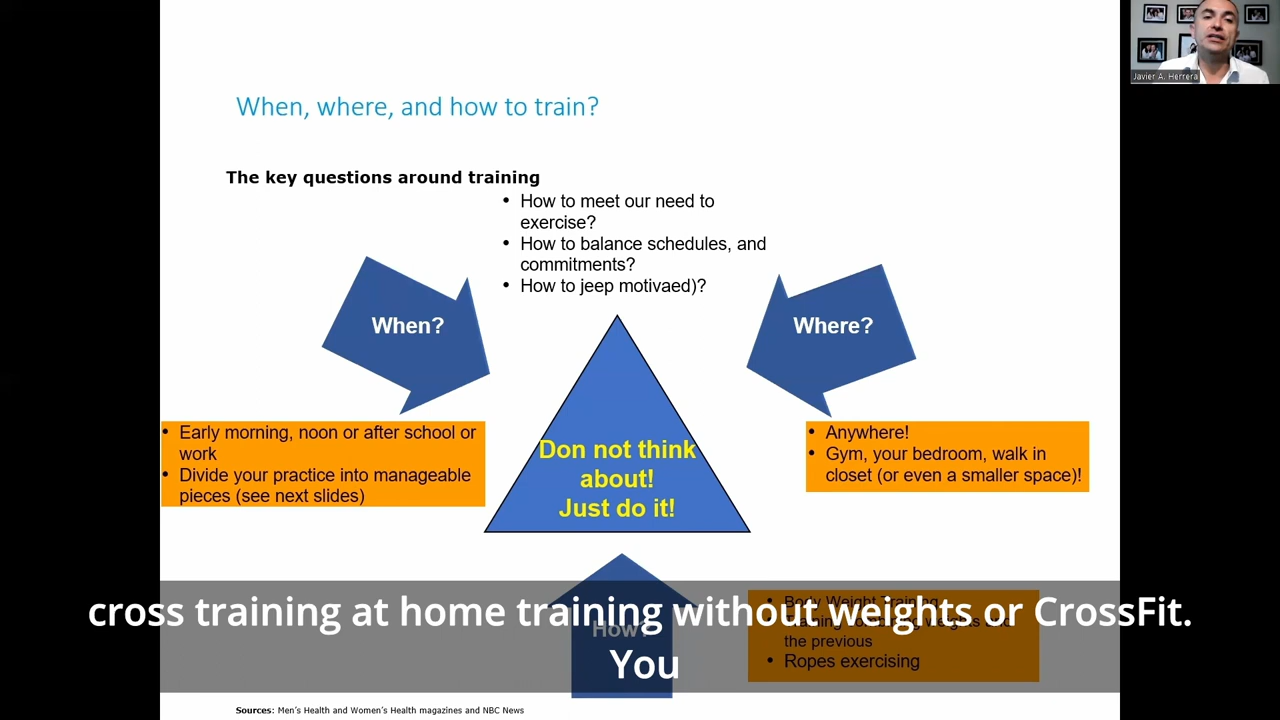 Javier A. Herrera
When, where, and how to train?
The key questions around training
• How to meet our need to
exercise?
• How to balance schedules, and
commitments?
• How to jeep motivaed)?
When?
Where?
• Early morning, noon or after school or
work
• Divide your practice into manageable
pieces (see next slides)
Don not think
about!
Just do it!
• Anywhere!
• Gym, your bedroom, walk in
closet (or even a smaller space)!
How?
• Body Weight Training
weights and
the previous
• Ropes exercising
cross training at home training without weights or CrossFit.
You
Sources: Men's Health and Women's Health magazines and NBC News